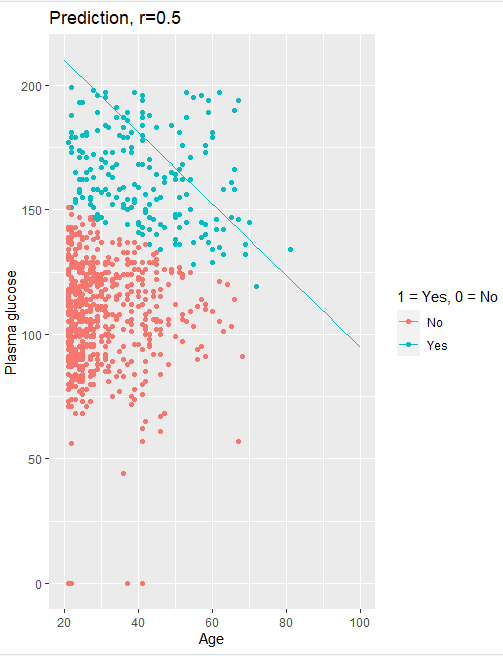 Prediction, r=0.5
200
150
100
50
0
20 40 60 80 100
Age
Plasma glucose
1 = Yes, 0 = No
No
Yes